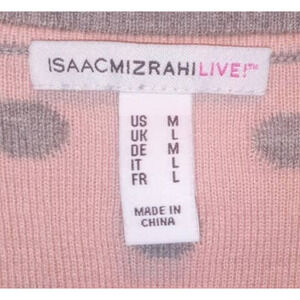 ISAACMIZRAHILIVE!™
US M
UK L
DE M
IT L
FR L
MADE IN
CHINA